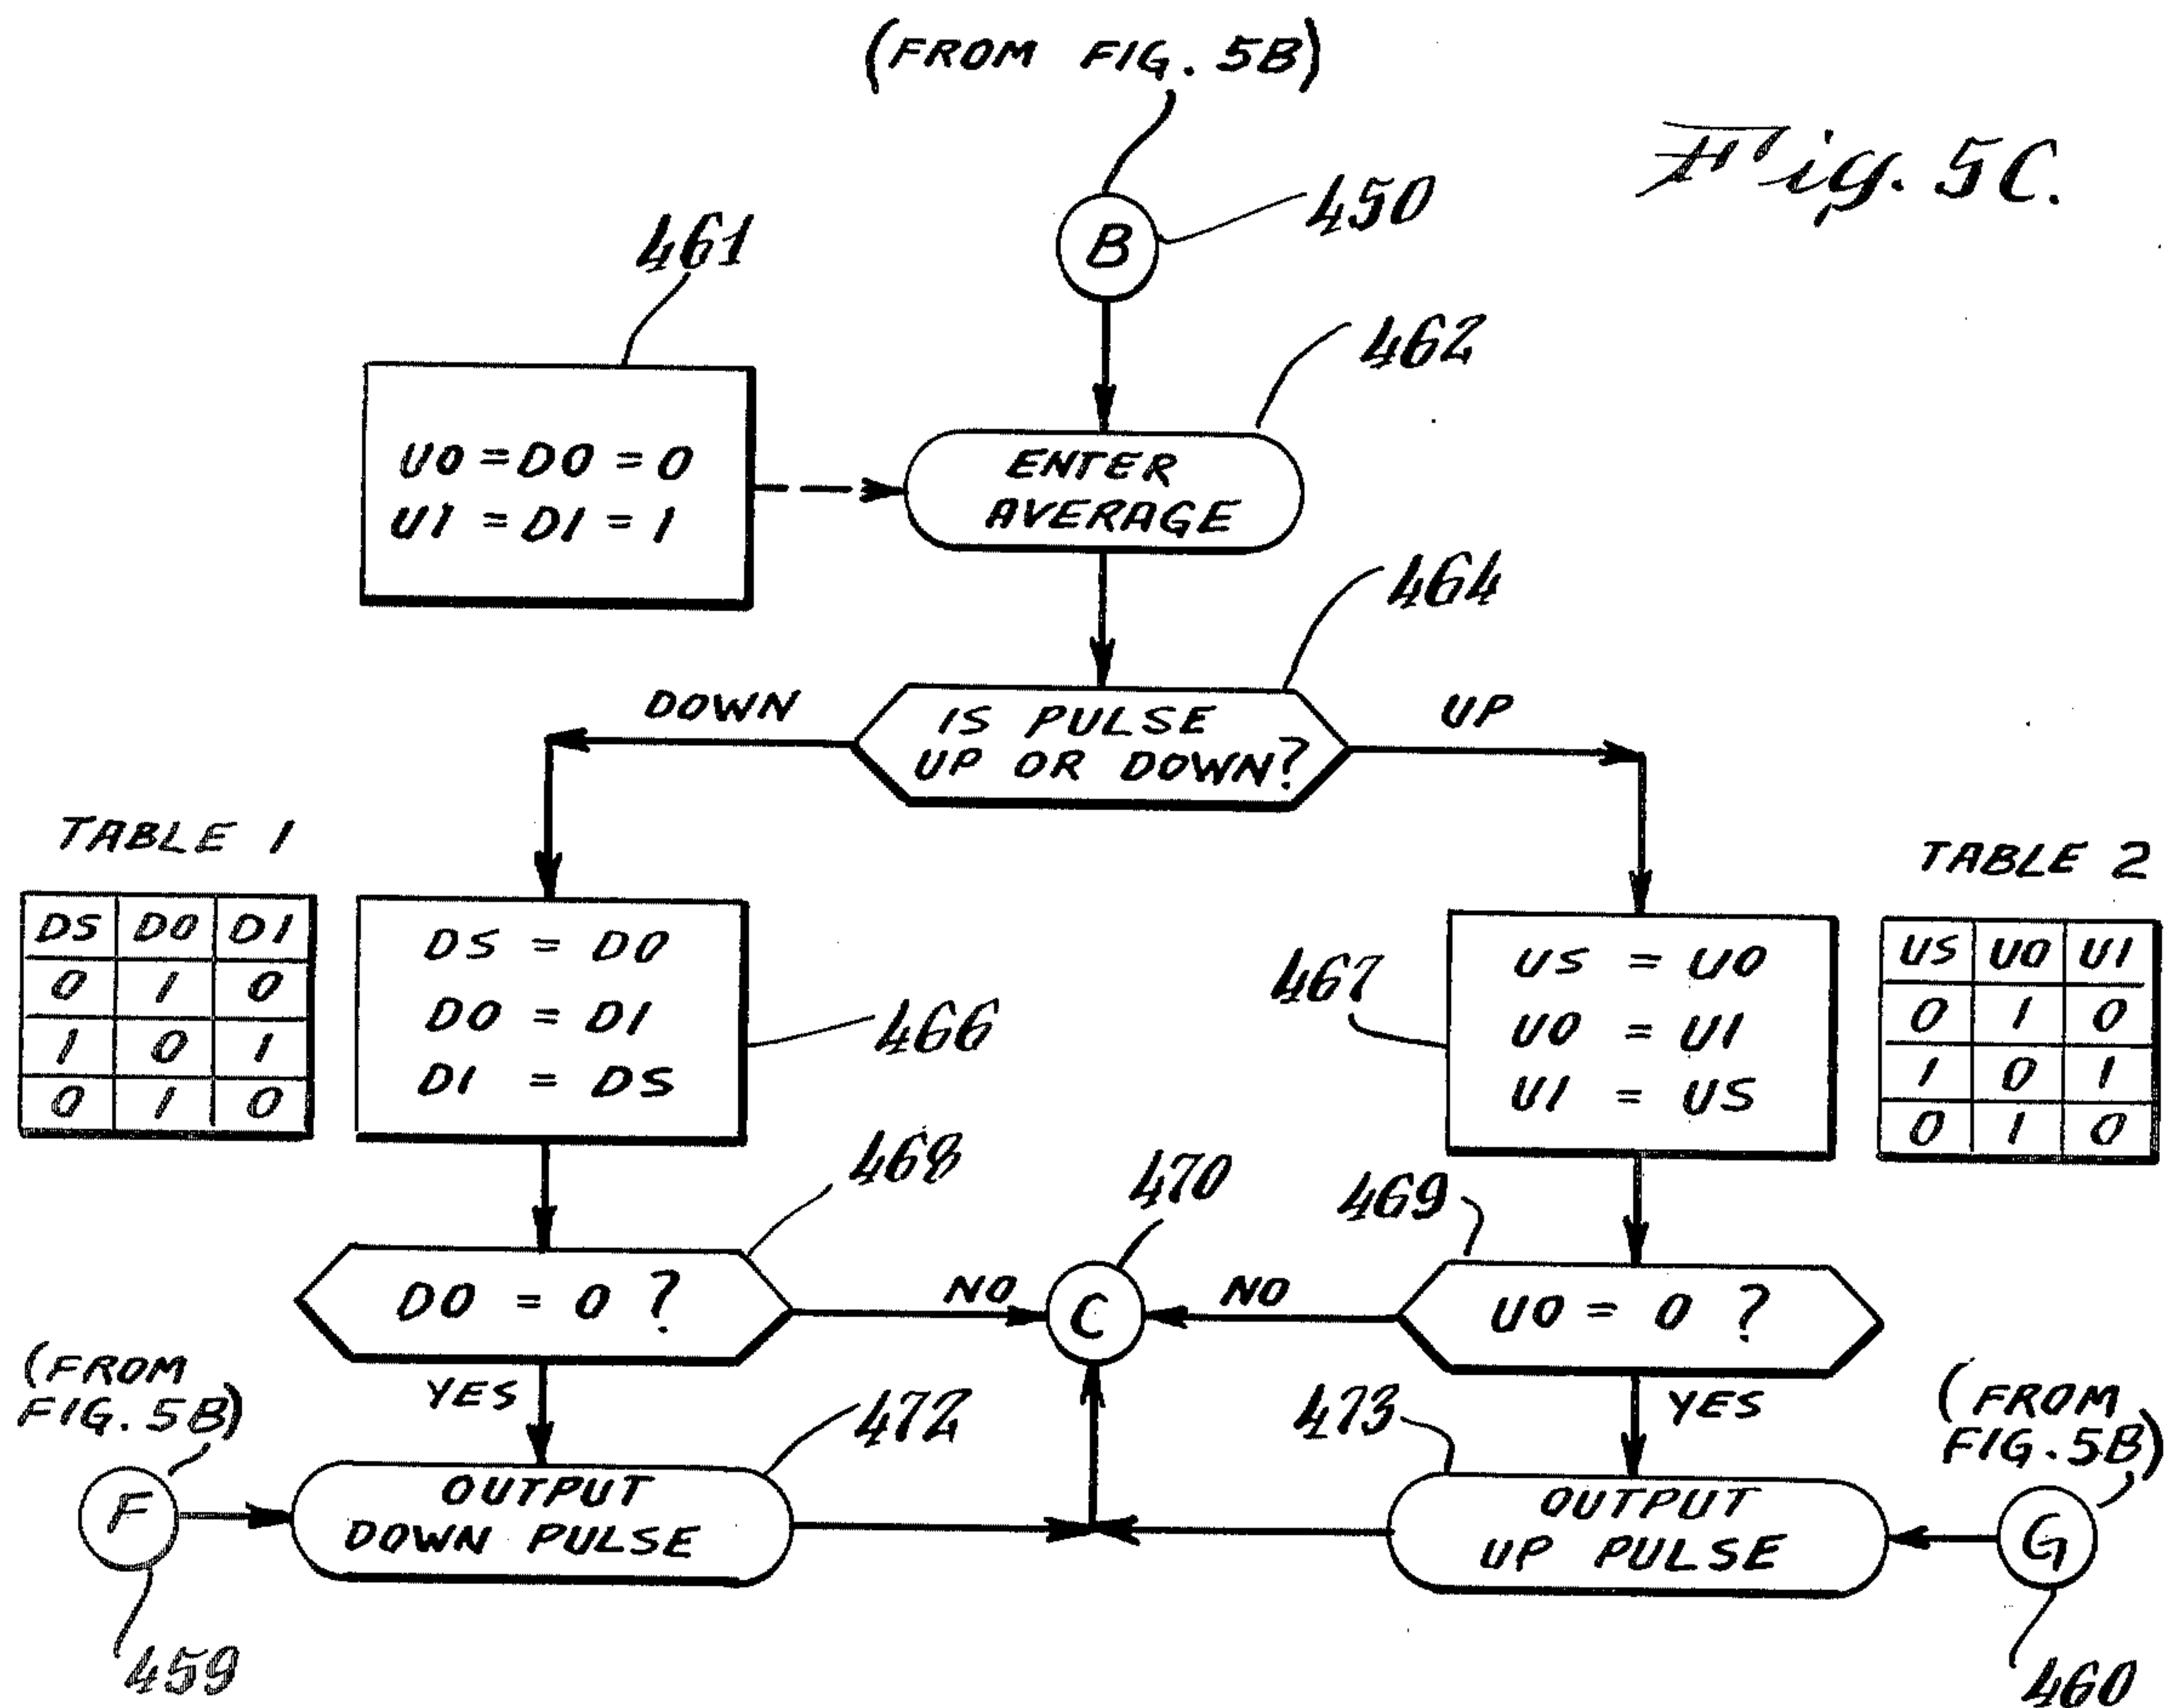 (FROM FIG. 5B)
Fig. 5C.
450
B
461
462
U0 = D0 = 0
U1 = D1 = 1
ENTER
AVERAGE
464
DOWN
IS PULSE
UP OR DOWN?
UP
TABLE 1
DS D0 D1
0 1 0
1 0 1
0 1 0
DS = D0
D0 = D1
D1 = DS
466
467
US = U0
U0 = U1
U1 = US
TABLE 2
US U0 U1
0 1 0
1 0 1
0 1 0
468
470
469
D0 = 0 ?
NO
C
NO
U0 = 0 ?
(FROM
FIG. 5B)
YES
472
473
YES
(FROM
FIG. 5B)
F
OUTPUT
DOWN PULSE
OUTPUT
UP PULSE
G
459
460